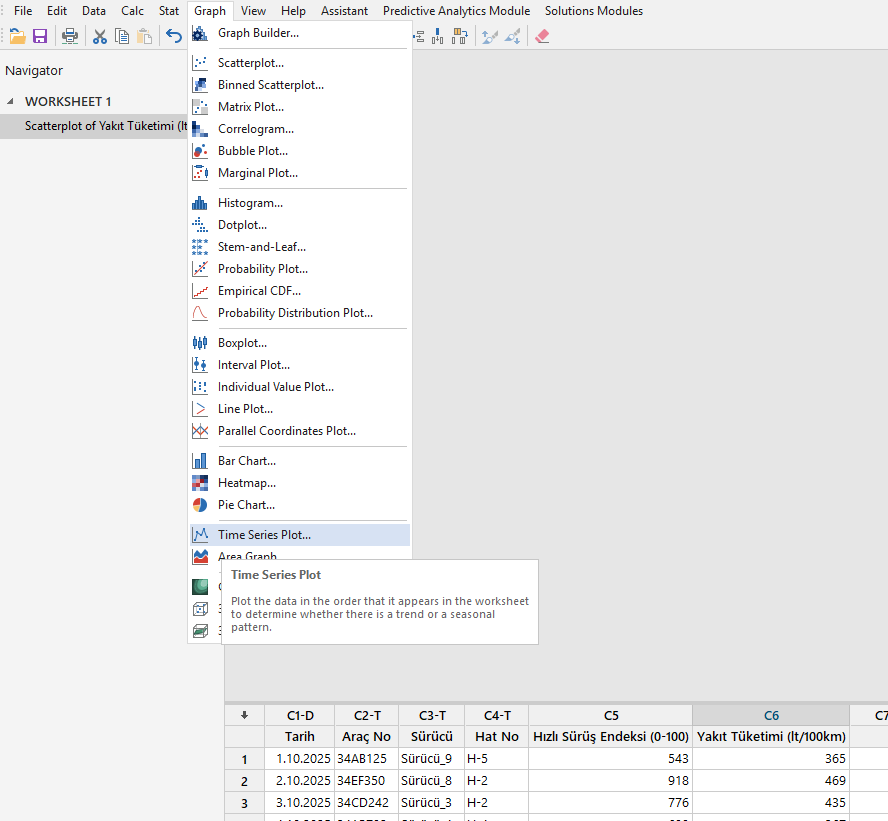 File Edit Data Calc Stat Graph View Help Assistant Predictive Analytics Module Solutions Modules
Navigator
WORKSHEET 1
Scatterplot of Yakıt Tüketimi (lt
Graph Builder...
Scatterplot...
Binned Scatterplot...
Matrix Plot...
Correlogram...
Bubble Plot...
Marginal Plot...
Histogram...
Dotplot...
Stem-and-Leaf...
Probability Plot...
Empirical CDF...
Probability Distribution Plot...
Boxplot...
Interval Plot...
Individual Value Plot...
Line Plot...
Parallel Coordinates Plot...
Bar Chart...
Heatmap...
Pie Chart...
Time Series Plot...
Area Graph
Time Series Plot
Plot the data in the order that it appears in the worksheet
to determine whether there is a trend or a seasonal
pattern.
C1-D C2-T C3-T C4-T C5 C6 C7
Tarih Araç No Sürücü Hat No Hızlı Sürüş Endeksi (0-100) Yakıt Tüketimi (lt/100km)
1 1.10.2025 34AB125 Sürücü_9 H-5 543 365
2 2.10.2025 34EF350 Sürücü_8 H-2 918 469
3 3.10.2025 34CD242 Sürücü_3 H-2 776 435